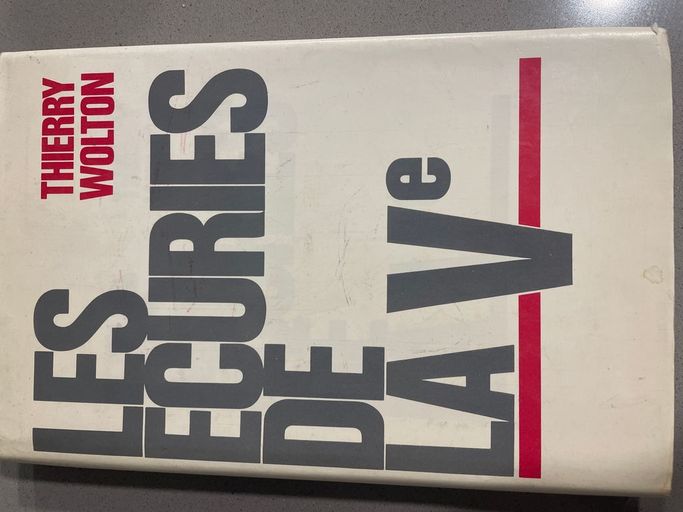 THIERRY
WOLTON
LES
ECURIES
DE
LA Ve